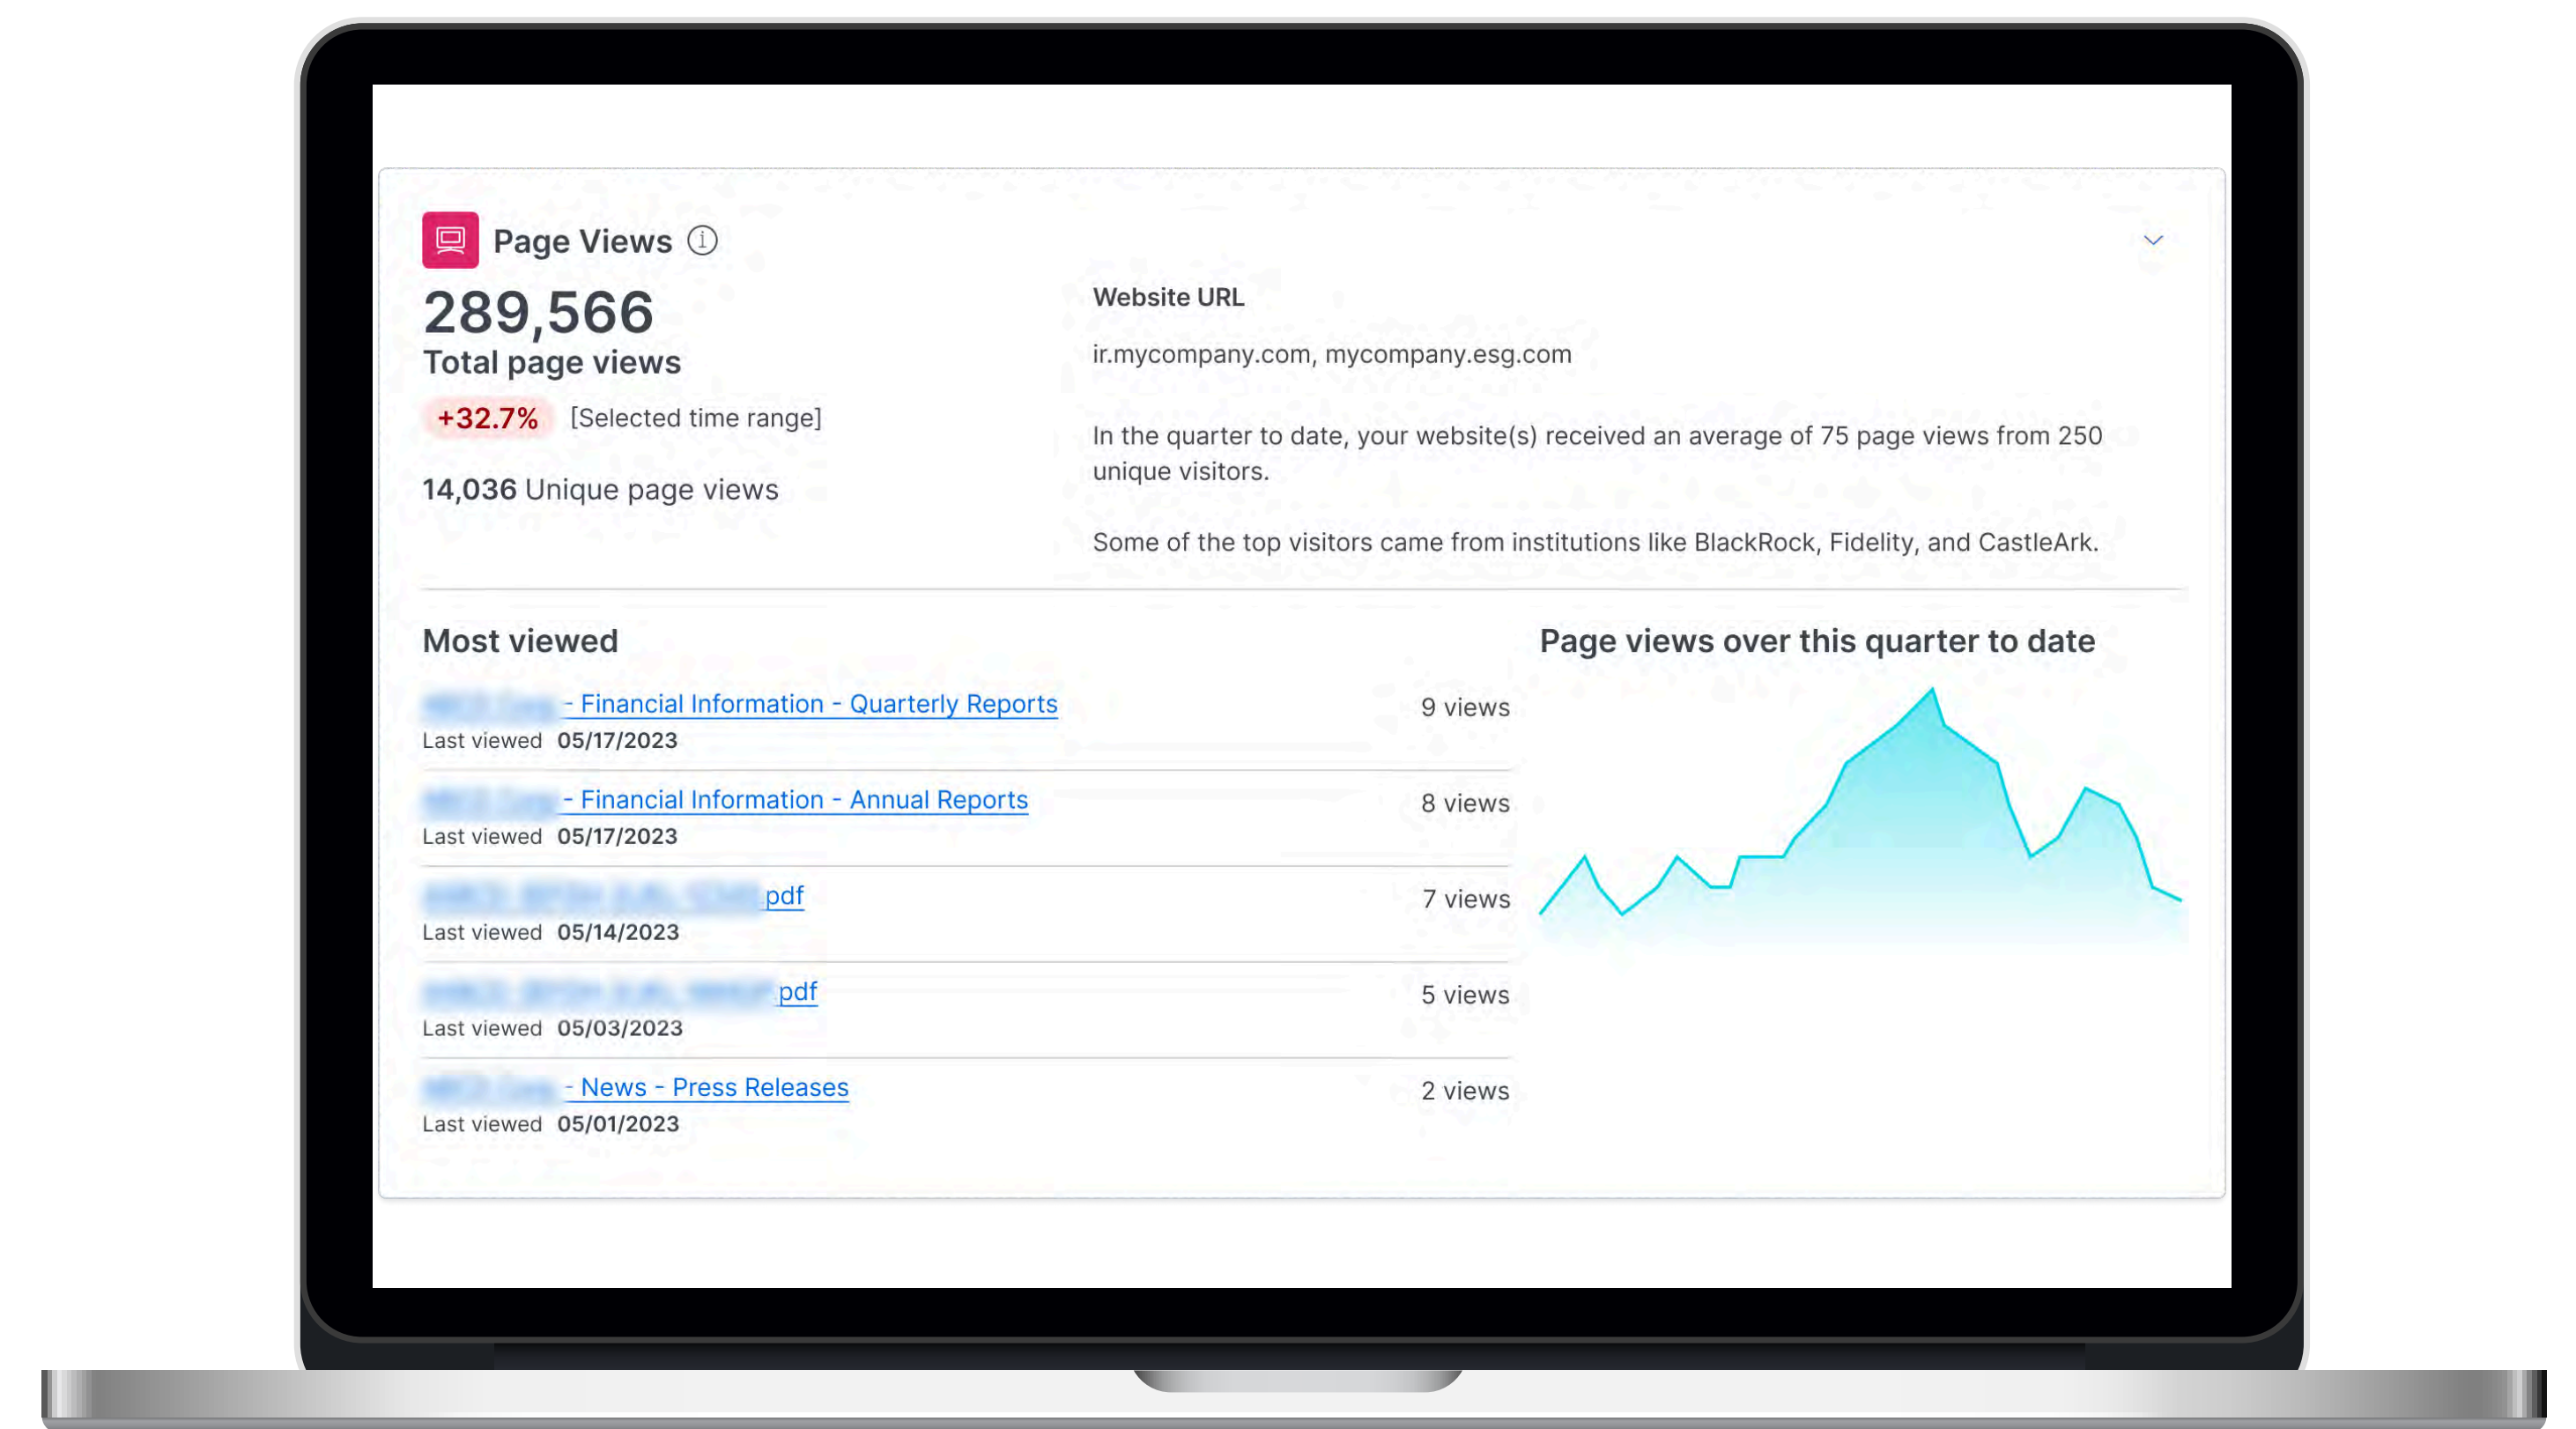 Page Views
289,566
Total page views
+32.7% [Selected time range]
14,036 Unique page views
Website URL
ir.mycompany.com, mycompany.esg.com
In the quarter to date, your website(s) received an average of 75 page views from 250
unique visitors.
Some of the top visitors came from institutions like BlackRock, Fidelity, and CastleArk.
Most viewed
- Financial Information - Quarterly Reports 9 views
Last viewed 05/17/2023
- Financial Information - Annual Reports 8 views
Last viewed 05/17/2023
pdf 7 views
Last viewed 05/14/2023
pdf 5 views
Last viewed 05/03/2023
- News - Press Releases 2 views
Last viewed 05/01/2023
Page views over this quarter to date